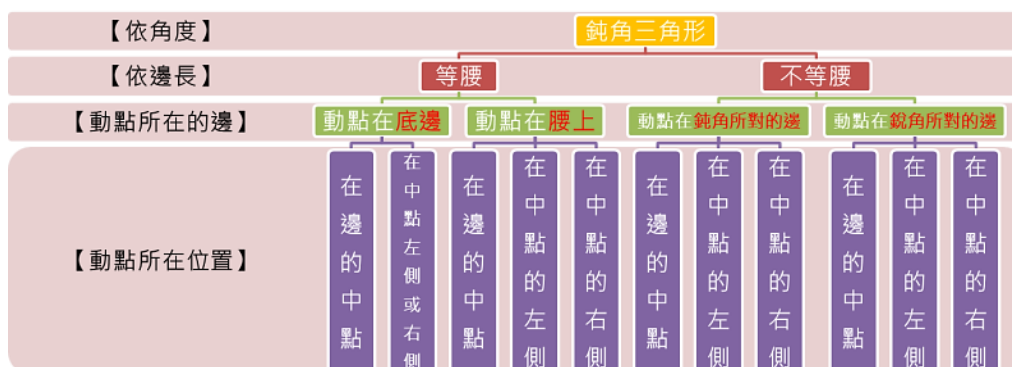 【依角度】
鈍角三角形
【依邊長】
等腰
不等腰
【動點所在的邊】
動點在底邊
動點在腰上
動點在鈍角所對的邊
動點在銳角所對的邊
【動點所在位置】
在邊的中點
在中點左側或右側
在邊的中點
在中點的左側
在中點的右側
在邊的中點
在中點的左側
在中點的右側
在邊的中點
在中點的左側
在中點的右側